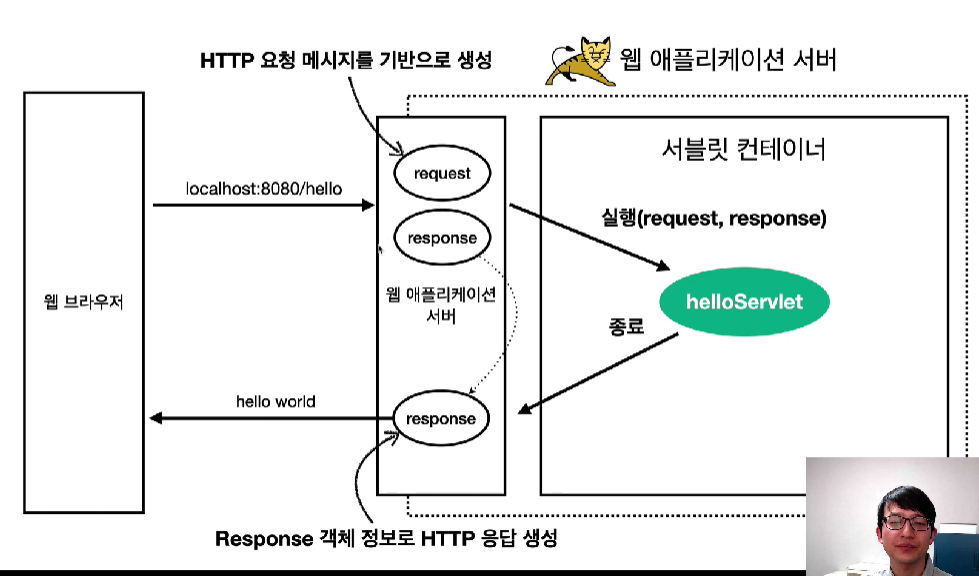 HTTP 요청 메시지를 기반으로 생성
웹 애플리케이션 서버
서블릿 컨테이너
request
localhost:8080/hello
실행(request, response)
response
웹 브라우저
웹 애플리케이션
서버
helloServlet
종료
hello world
response
Response 객체 정보로 HTTP 응답 생성